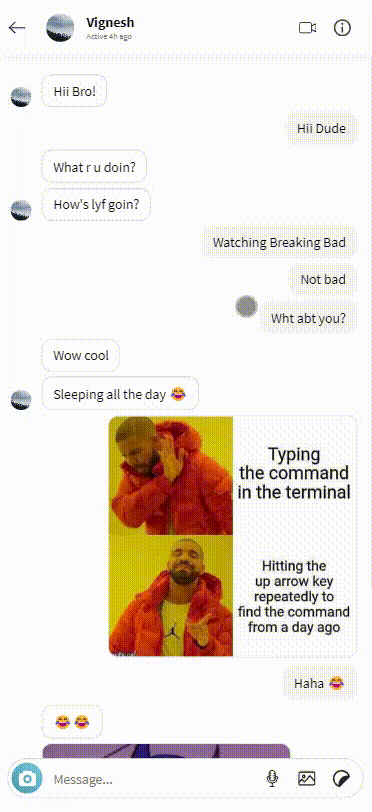 Vignesh
Active 4h ago
Hii Bro!
Hii Dude
What r u doin?
How's lyf goin?
Watching Breaking Bad
Not bad
Wht abt you?
Wow cool
Sleeping all the day 😂
Typing
the command
in the terminal
Hitting the
up arrow key
repeatedly to
find the command
from a day ago
Haha 😂
😂😂
Message...